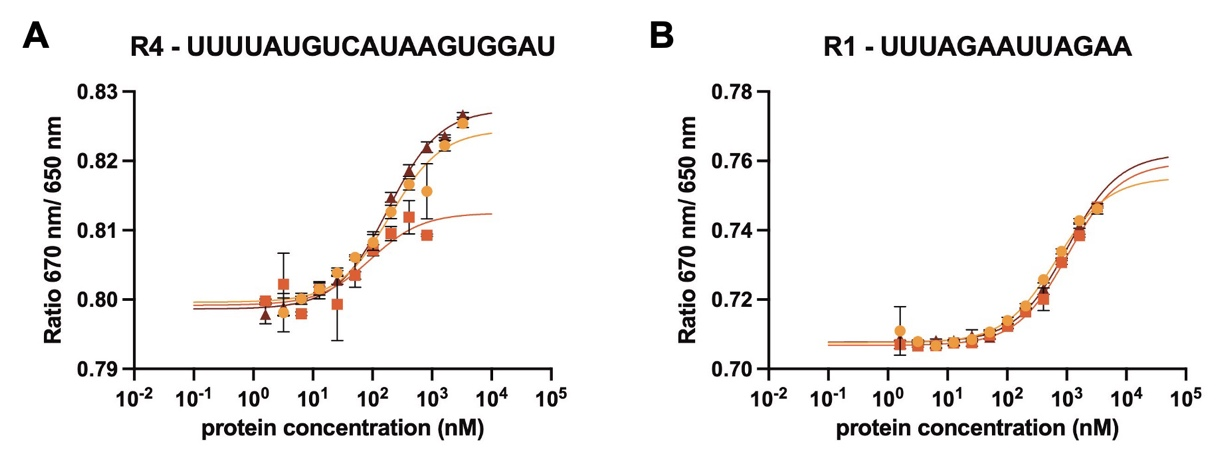 A
R4 - UUUUAUGUCAUAAGUGGAU
0.83
0.82
0.81
0.80
0.79
Ratio 670 nm/ 650 nm
10-2 10-1 100 101 102 103 104 105
protein concentration (nM)
B
R1 - UUUAGAAUUAGAA
0.78
0.76
0.74
0.72
0.70
Ratio 670 nm/ 650 nm
10-2 10-1 100 101 102 103 104 105
protein concentration (nM)